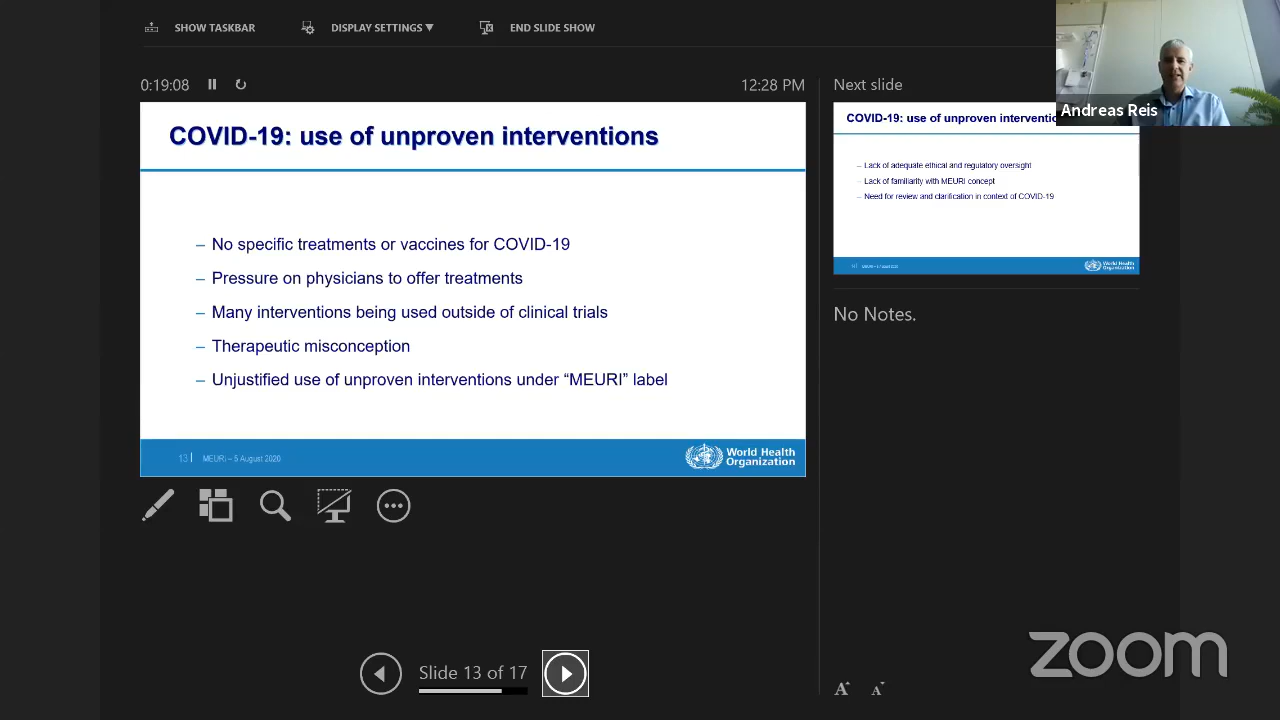 SHOW TASKBAR
DISPLAY SETTINGS ▼
END SLIDE SHOW
0:19:08
12:28 PM
Next slide
Andreas Reis
COVID-19: use of unproven interventions
– No specific treatments or vaccines for COVID-19
– Pressure on physicians to offer treatments
– Many interventions being used outside of clinical trials
– Therapeutic misconception
– Unjustified use of unproven interventions under “MEURI” label
13 |
MEURI – 5 August 2020
World Health
Organization
COVID-19: use of unproven interventio
– Lack of adequate ethical and regulatory oversight
– Lack of familiarity with MEURI concept
– Need for review and clarification in context of COVID-19
World Health
Organization
No Notes.
Slide 13 of 17
zoom
A
A